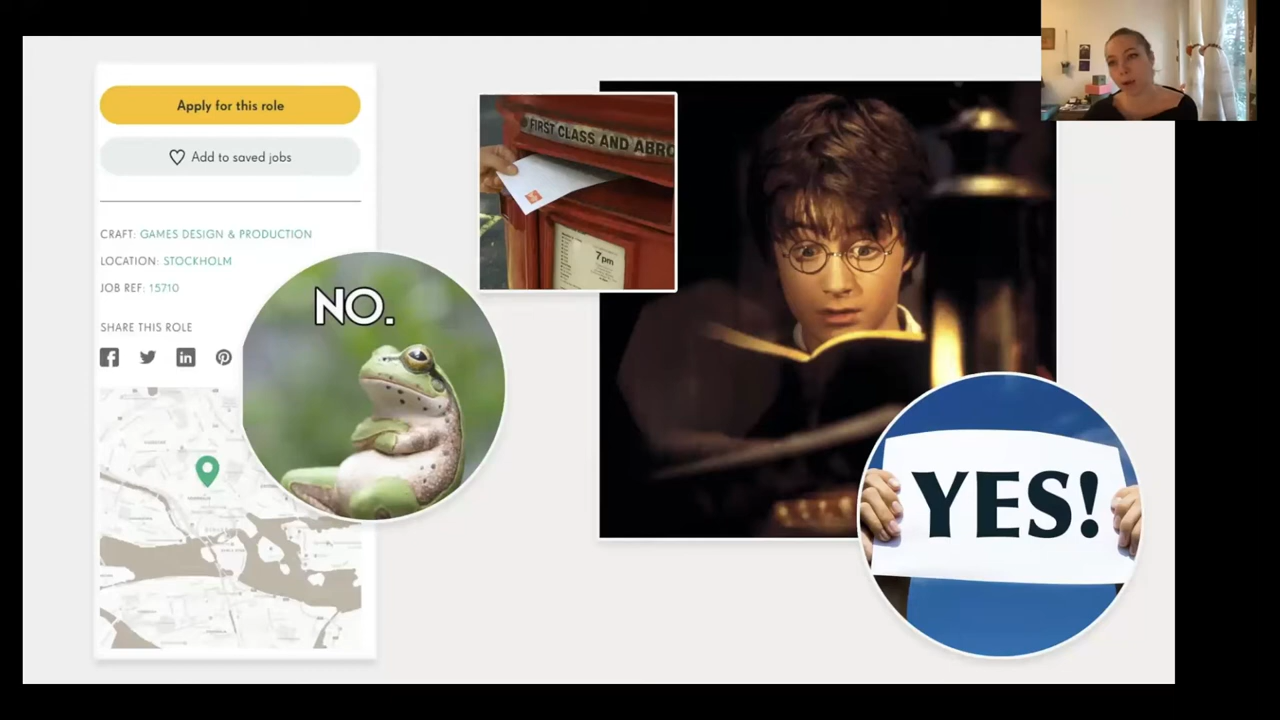 Apply for this role
Add to saved jobs
CRAFT: GAMES DESIGN & PRODUCTION
LOCATION: STOCKHOLM
JOB REF: 15710
SHARE THIS ROLE
NO.
FIRST CLASS AND ABRO
7pm
YES!